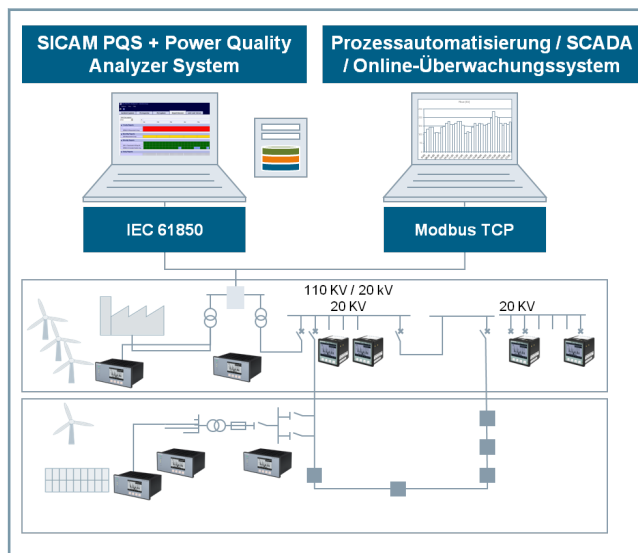 SICAM PQS + Power Quality
Analyzer System
Prozessautomatisierung / SCADA
/ Online-Überwachungssystem
IEC 61850
Modbus TCP
110 KV / 20 kV
20 KV
20 KV